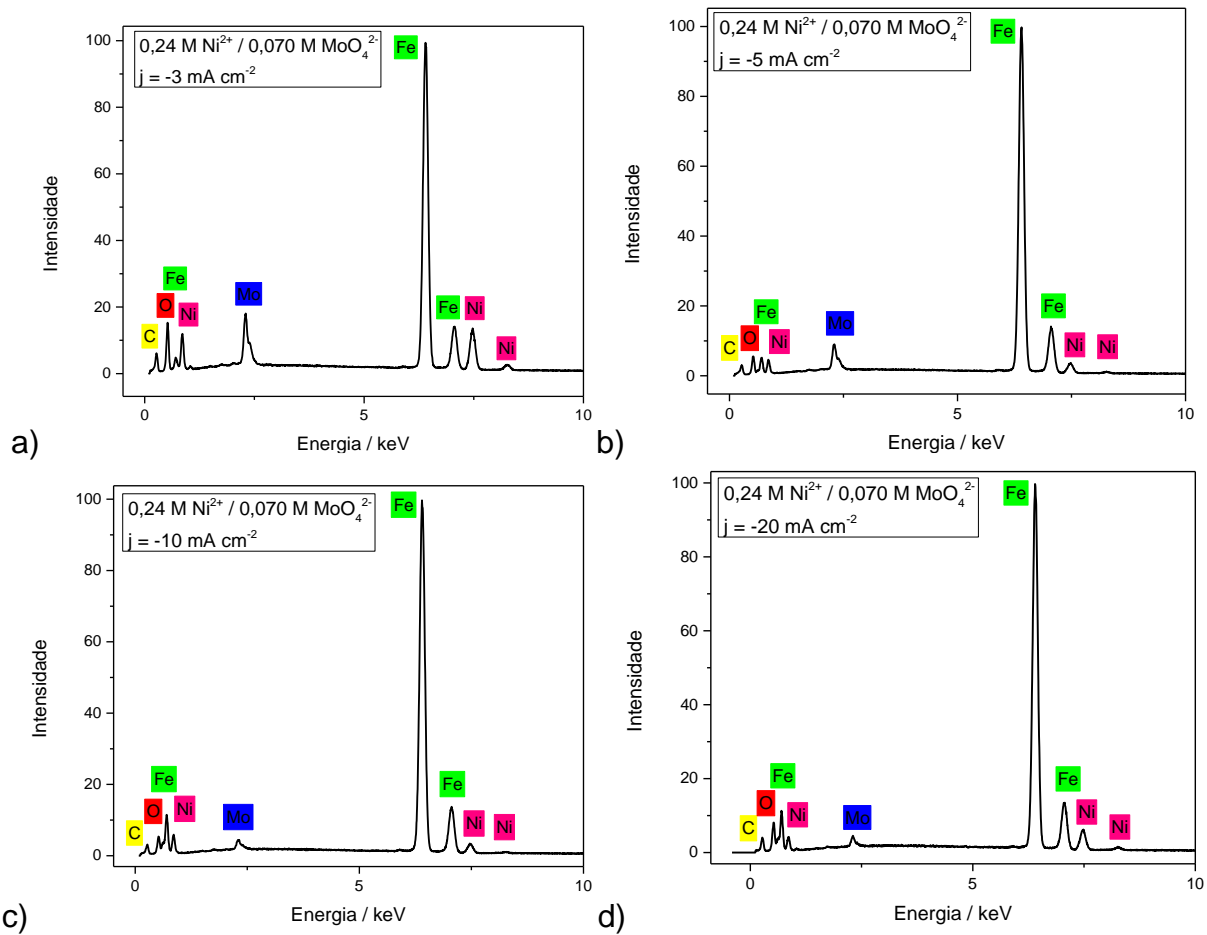 0,24 M Ni²⁺ / 0,070 M MoO₄²⁻
j = -3 mA cm⁻²
100
80
60
40
20
0
Intensidade
C
O
Fe
Ni
Mo
Fe
Fe
Ni
Ni
0
5
10
Energia / keV
a)
0,24 M Ni²⁺ / 0,070 M MoO₄²⁻
j = -5 mA cm⁻²
100
80
60
40
20
0
Intensidade
C
O
Fe
Ni
Mo
Fe
Fe
Ni
Ni
0
5
10
Energia / keV
b)
0,24 M Ni²⁺ / 0,070 M MoO₄²⁻
j = -10 mA cm⁻²
100
80
60
40
20
0
Intensidade
C
O
Fe
Ni
Mo
Fe
Fe
Ni
Ni
0
5
10
Energia / keV
c)
0,24 M Ni²⁺ / 0,070 M MoO₄²⁻
j = -20 mA cm⁻²
100
80
60
40
20
0
Intensidade
C
O
Fe
Ni
Mo
Fe
Fe
Ni
Ni
0
5
10
Energia / keV
d)